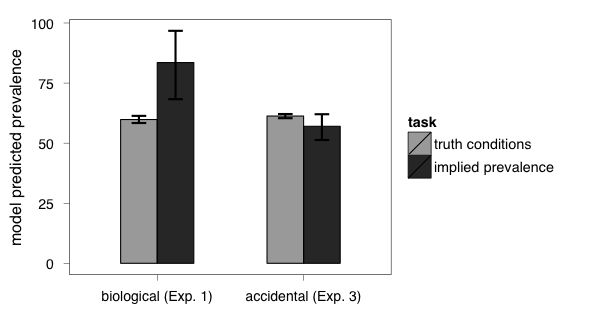 100
75
50
25
0
model predicted prevalence
biological (Exp. 1)
accidental (Exp. 3)
task
truth conditions
implied prevalence